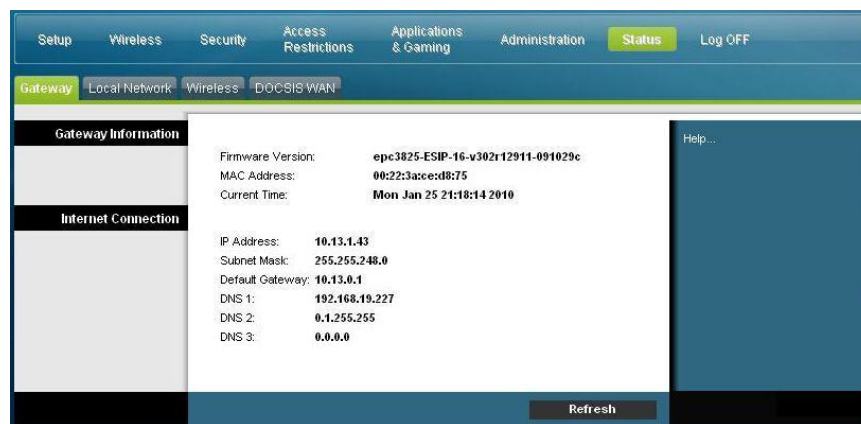 Setup Wireless Security Access Restrictions Applications & Gaming Administration Status Log OFF
Gateway Local Network Wireless DOCSIS WAN
Gateway Information
Help...
Firmware Version: epc3825-ESIP-16-v302r12911-091029c
MAC Address: 00:22:3a:ce:d8:75
Current Time: Mon Jan 25 21:18:14 2010
Internet Connection
IP Address: 10.13.1.43
Subnet Mask: 255.255.248.0
Default Gateway: 10.13.0.1
DNS 1: 192.168.19.227
DNS 2: 0.1.255.255
DNS 3: 0.0.0.0
Refresh